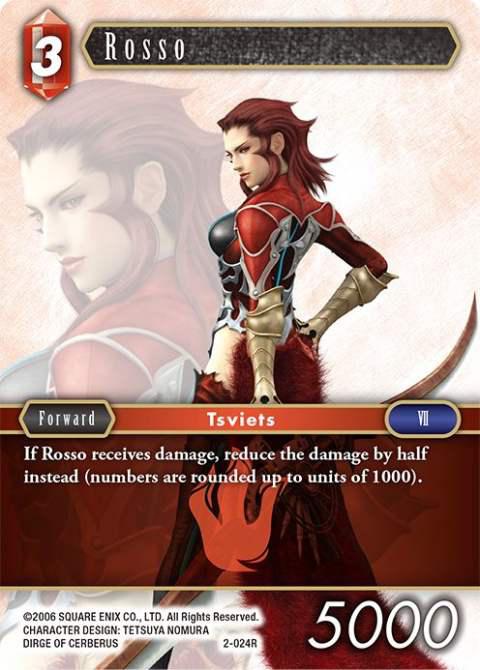 3
Rosso
Forward
Tsviets
VII
If Rosso receives damage, reduce the damage by half
instead (numbers are rounded up to units of 1000).
©2006 SQUARE ENIX CO., LTD. All Rights Reserved.
CHARACTER DESIGN: TETSUYA NOMURA
DIRGE OF CERBERUS
2-024R
5000